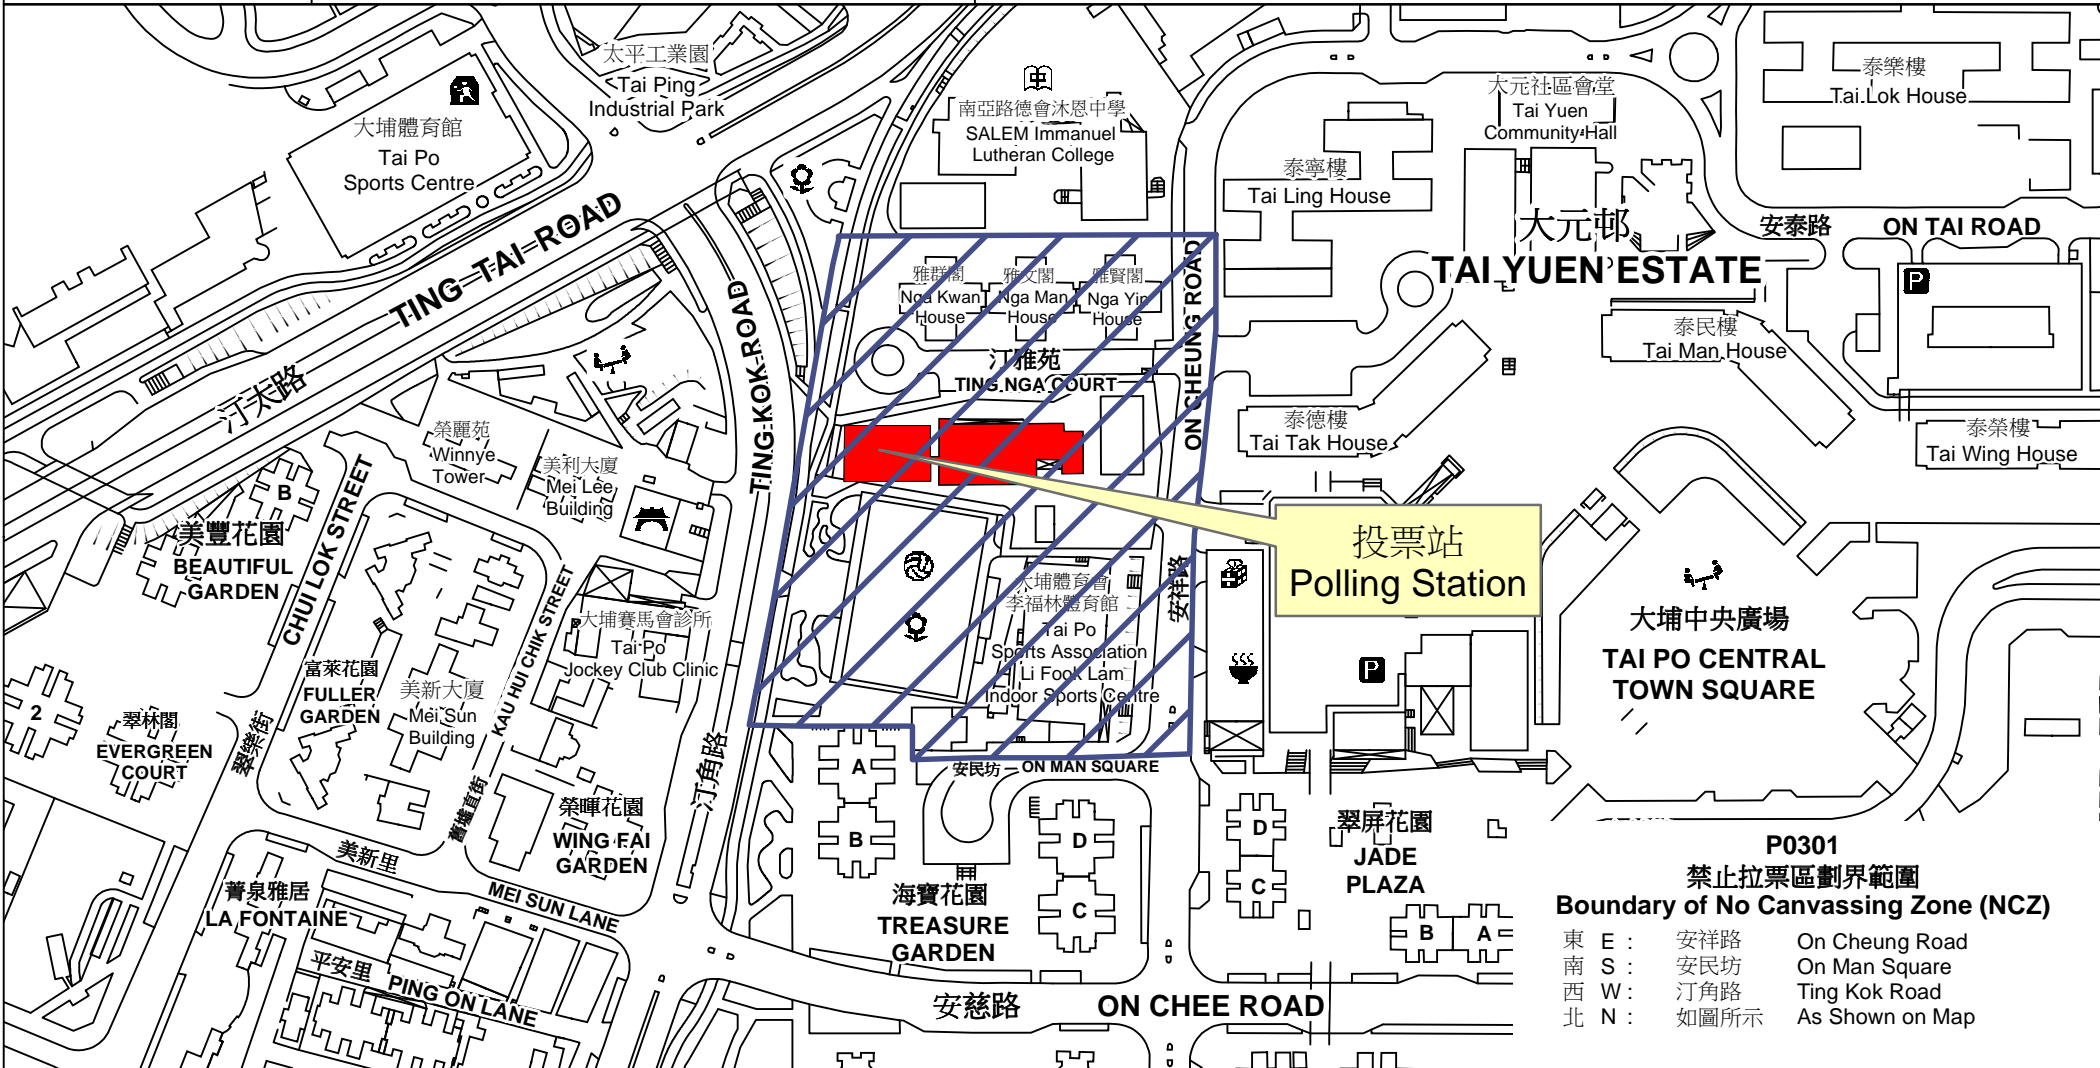 太平工業園
Tai Ping
Industrial Park
大埔體育館
Tai Po
Sports Centre
南亞路德會沐恩中學
SALEM Immanuel
Lutheran College
大元社區會堂
Tai Yuen
Community Hall
泰樂樓
Tai Lok House
泰寧樓
Tai Ling House
大元邨
TAI YUEN ESTATE
安泰路
ON TAI ROAD
P
TING TAI ROAD
汀太路
TING KOK ROAD
雅群閣
Nga Kwan
House
雅文閣
Nga Man
House
雅賢閣
Nga Yin
House
ON CHEUNG ROAD
汀雅苑
TING NGA COURT
泰民樓
Tai Man House
泰德樓
Tai Tak House
泰榮樓
Tai Wing House
榮麗苑
Winnye
Tower
美利大廈
Mei Lee
Building
B
美豐花園
BEAUTIFUL
GARDEN
CHUI LOK STREET
投票站
Polling Station
大埔體育會
李福林體育館
Tai Po
Sports Association
Li Fook Lam
Indoor Sports Centre
安祥路
大埔賽馬會診所
Tai Po
Jockey Club Clinic
KAU HUI CHIK STREET
富萊花園
FULLER
GARDEN
美新大廈
Mei Sun
Building
2
翠林閣
EVERGREEN
COURT
翠樂街
P
大埔中央廣場
TAI PO CENTRAL
TOWN SQUARE
汀角路
舊墟直街
安民坊
ON MAN SQUARE
A
B
D
C
海寶花園
TREASURE
GARDEN
D
C
翠屏花園
JADE
PLAZA
B
A
榮暉花園
WING FAI
GARDEN
美新里
MEI SUN LANE
菁泉雅居
LA FONTAINE
平安里
PING ON LANE
安慈路
ON CHEE ROAD
P0301
禁止拉票區劃界範圍
Boundary of No Canvassing Zone (NCZ)
東 E : 安祥路 On Cheung Road
南 S : 安民坊 On Man Square
西 W : 汀角路 Ting Kok Road
北 N : 如圖所示 As Shown on Map